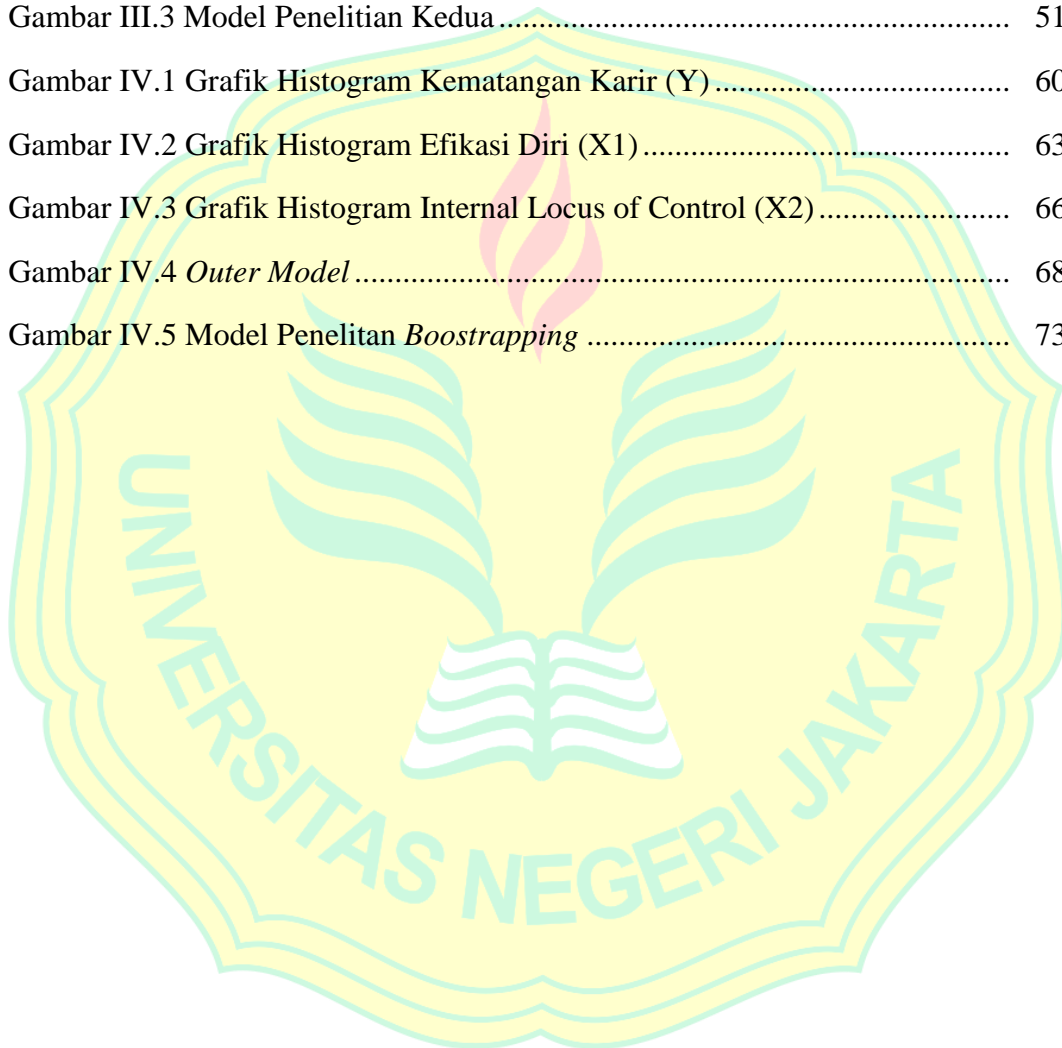 Gambar III.3 Model Penelitian Kedua ................................................................ 51
Gambar IV.1 Grafik Histogram Kematangan Karir (Y) ..................................... 60
Gambar IV.2 Grafik Histogram Efikasi Diri (X1) .............................................. 63
Gambar IV.3 Grafik Histogram Internal Locus of Control (X2) ........................ 66
Gambar IV.4 Outer Model .................................................................................. 68
Gambar IV.5 Model Penelitan Boostrapping ..................................................... 73
UNIVERSITAS NEGERI JAKARTA